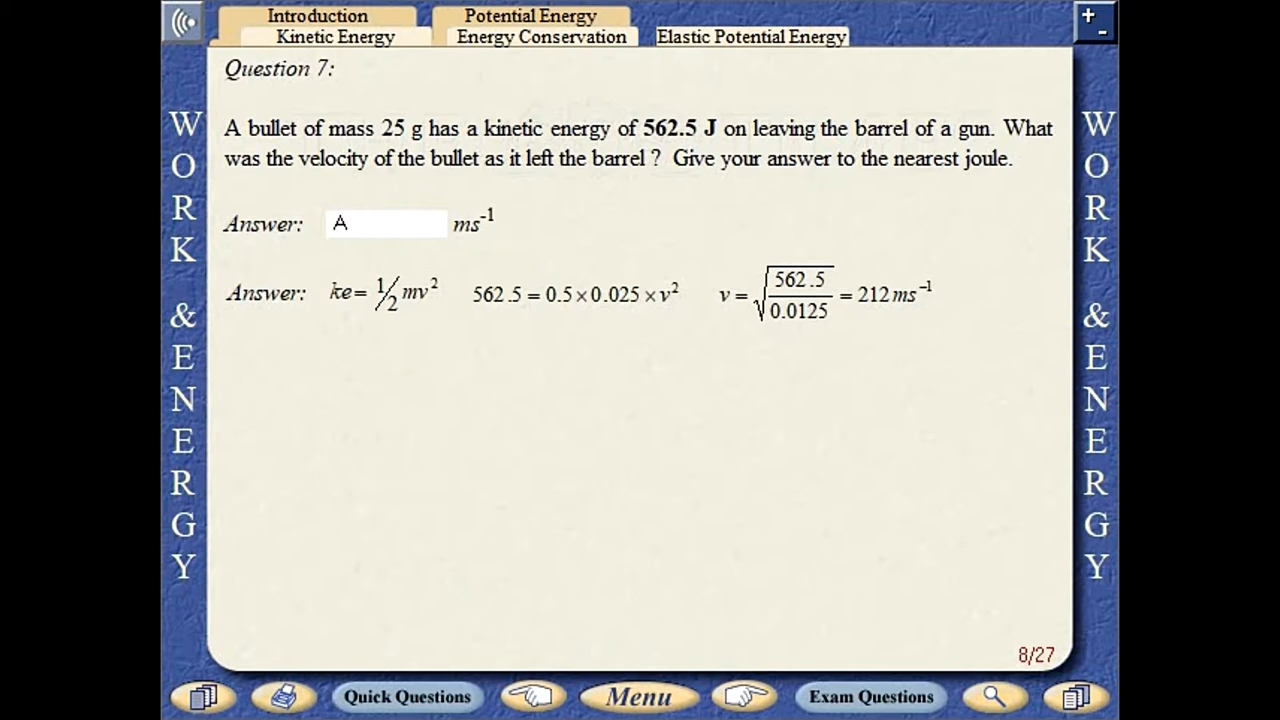 Introduction
Potential Energy
+
-
Kinetic Energy
Energy Conservation
Elastic Potential Energy
Question 7:
A bullet of mass 25 g has a kinetic energy of 562.5 J on leaving the barrel of a gun. What
was the velocity of the bullet as it left the barrel ? Give your answer to the nearest joule.
Answer: A ms⁻¹
Answer: ke= 1/2 mv² 562.5 = 0.5 × 0.025 × v² v = √(562.5/0.0125) = 212 ms⁻¹
WORK & ENERGY
WORK & ENERGY
8/27
Quick Questions
Menu
Exam Questions